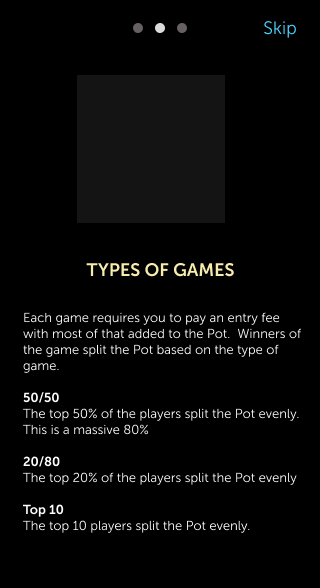 Skip
TYPES OF GAMES
Each game requires you to pay an entry fee
with most of that added to the Pot.  Winners of
the game split the Pot based on the type of
game.
50/50
The top 50% of the players split the Pot evenly.
This is a massive 80%
20/80
The top 20% of the players split the Pot evenly
Top 10
The top 10 players split the Pot evenly.